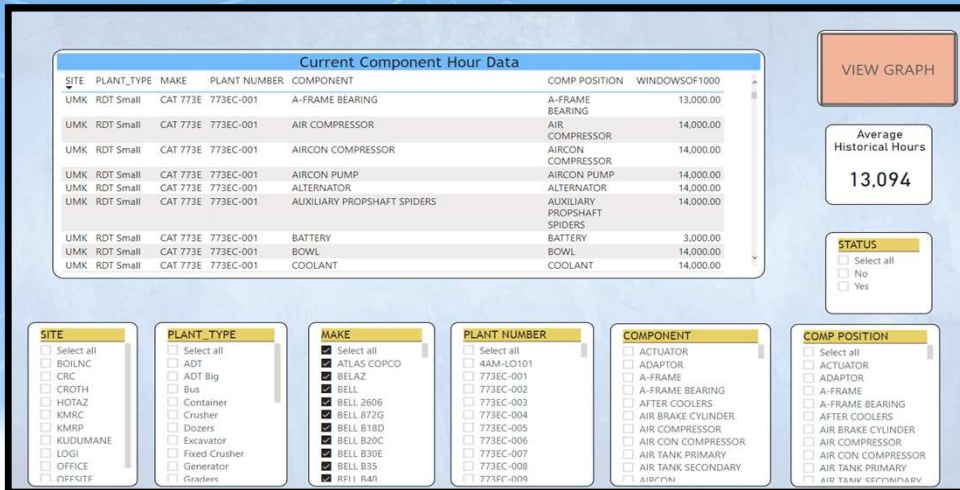 Current Component Hour Data
SITE PLANT_TYPE MAKE PLANT NUMBER COMPONENT COMP POSITION WINDOWSOF1000
UMK RDT Small CAT 773E 773EC-001 A-FRAME BEARING A-FRAME 13,000.00
BEARING
UMK RDT Small CAT 773E 773EC-001 AIR COMPRESSOR AIR 14,000.00
COMPRESSOR
UMK RDT Small CAT 773E 773EC-001 AIRCON COMPRESSOR AIRCON 14,000.00
COMPRESSOR
UMK RDT Small CAT 773E 773EC-001 AIRCON PUMP AIRCON PUMP 14,000.00
UMK RDT Small CAT 773E 773EC-001 ALTERNATOR ALTERNATOR 14,000.00
UMK RDT Small CAT 773E 773EC-001 AUXILIARY PROPSHAFT SPIDERS AUXILIARY 14,000.00
PROPSHAFT
SPIDERS
UMK RDT Small CAT 773E 773EC-001 BATTERY BATTERY 3,000.00
UMK RDT Small CAT 773E 773EC-001 BOWL BOWL 14,000.00
UMK RDT Small CAT 773E 773EC-001 COOLANT COOLANT 14,000.00
VIEW GRAPH
Average
Historical Hours
13,094
STATUS
Select all
No
Yes
SITE
Select all
BOILNC
CRC
CROTH
HOTAZ
KMRC
KMRP
KUDUMANE
LOGI
OFFICE
OFFSITE
PLANT_TYPE
Select all
ADT
ADT Big
Bus
Container
Crusher
Dozers
Excavator
Fixed Crusher
Generator
Graders
MAKE
Select all
ATLAS COPCO
BELAZ
BELL
BELL 2606
BELL 872G
BELL B18D
BELL B20C
BELL B30E
BELL B35
BELL B40
PLANT NUMBER
Select all
4AM-LO101
773EC-001
773EC-002
773EC-003
773EC-004
773EC-005
773EC-006
773EC-007
773EC-008
773EC-009
COMPONENT
ACTUATOR
ADAPTOR
A-FRAME
A-FRAME BEARING
AFTER COOLERS
AIR BRAKE CYLINDER
AIR COMPRESSOR
AIR CON COMPRESSOR
AIR TANK PRIMARY
AIR TANK SECONDARY
AIRCON
COMP POSITION
Select all
ACTUATOR
ADAPTOR
A-FRAME
A-FRAME BEARING
AFTER COOLERS
AIR BRAKE CYLINDER
AIR COMPRESSOR
AIR CON COMPRESSOR
AIR TANK PRIMARY
AIR TANK SECONDARY